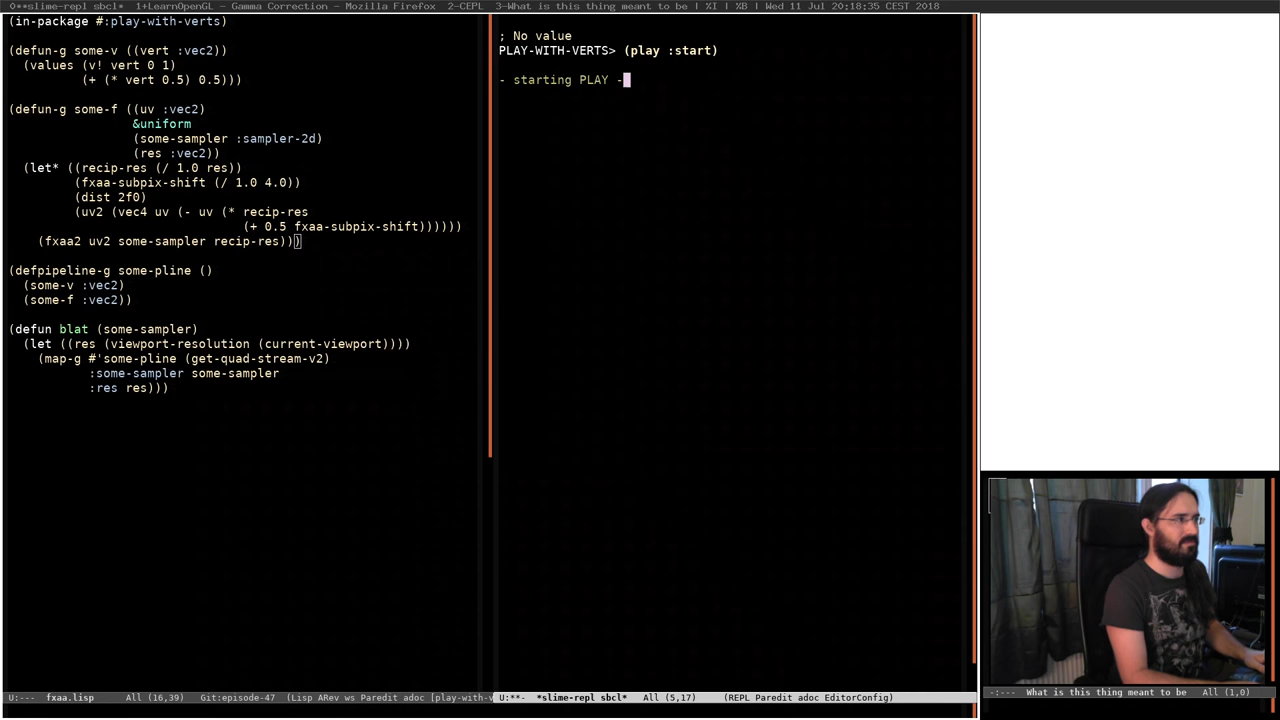 0**slime-repl sbcl*  1+LearnOpenGL – Gamma Correction – Mozilla Firefox  2-CEPL  3-What is this thing meant to be | %I | %B | Wed 11 Jul 20:18:35 CEST 2018
(in-package #:play-with-verts)
(defun-g some-v ((vert :vec2))
(values (v! vert 0 1)
(+ (* vert 0.5) 0.5)))
(defun-g some-f ((uv :vec2)
&uniform
(some-sampler :sampler-2d)
(res :vec2))
(let* ((recip-res (/ 1.0 res))
(fxaa-subpix-shift (/ 1.0 4.0))
(dist 2f0)
(uv2 (vec4 uv (- uv (* recip-res
(+ 0.5 fxaa-subpix-shift))))))
(fxaa2 uv2 some-sampler recip-res)))
(defpipeline-g some-pline ()
(some-v :vec2)
(some-f :vec2))
(defun blat (some-sampler)
(let ((res (viewport-resolution (current-viewport))))
(map-g #'some-pline (get-quad-stream-v2)
:some-sampler some-sampler
:res res)))
U:---  fxaa.lisp      All (16,39)   Git:episode-47  (Lisp ARev ws Paredit adoc [play-with-v
; No value
PLAY-WITH-VERTS> (play :start)
- starting PLAY -
U:**-  *slime-repl sbcl*   All (5,17)     (REPL Paredit adoc EditorConfig)
-:---  What is this thing meant to be   All (1,0)